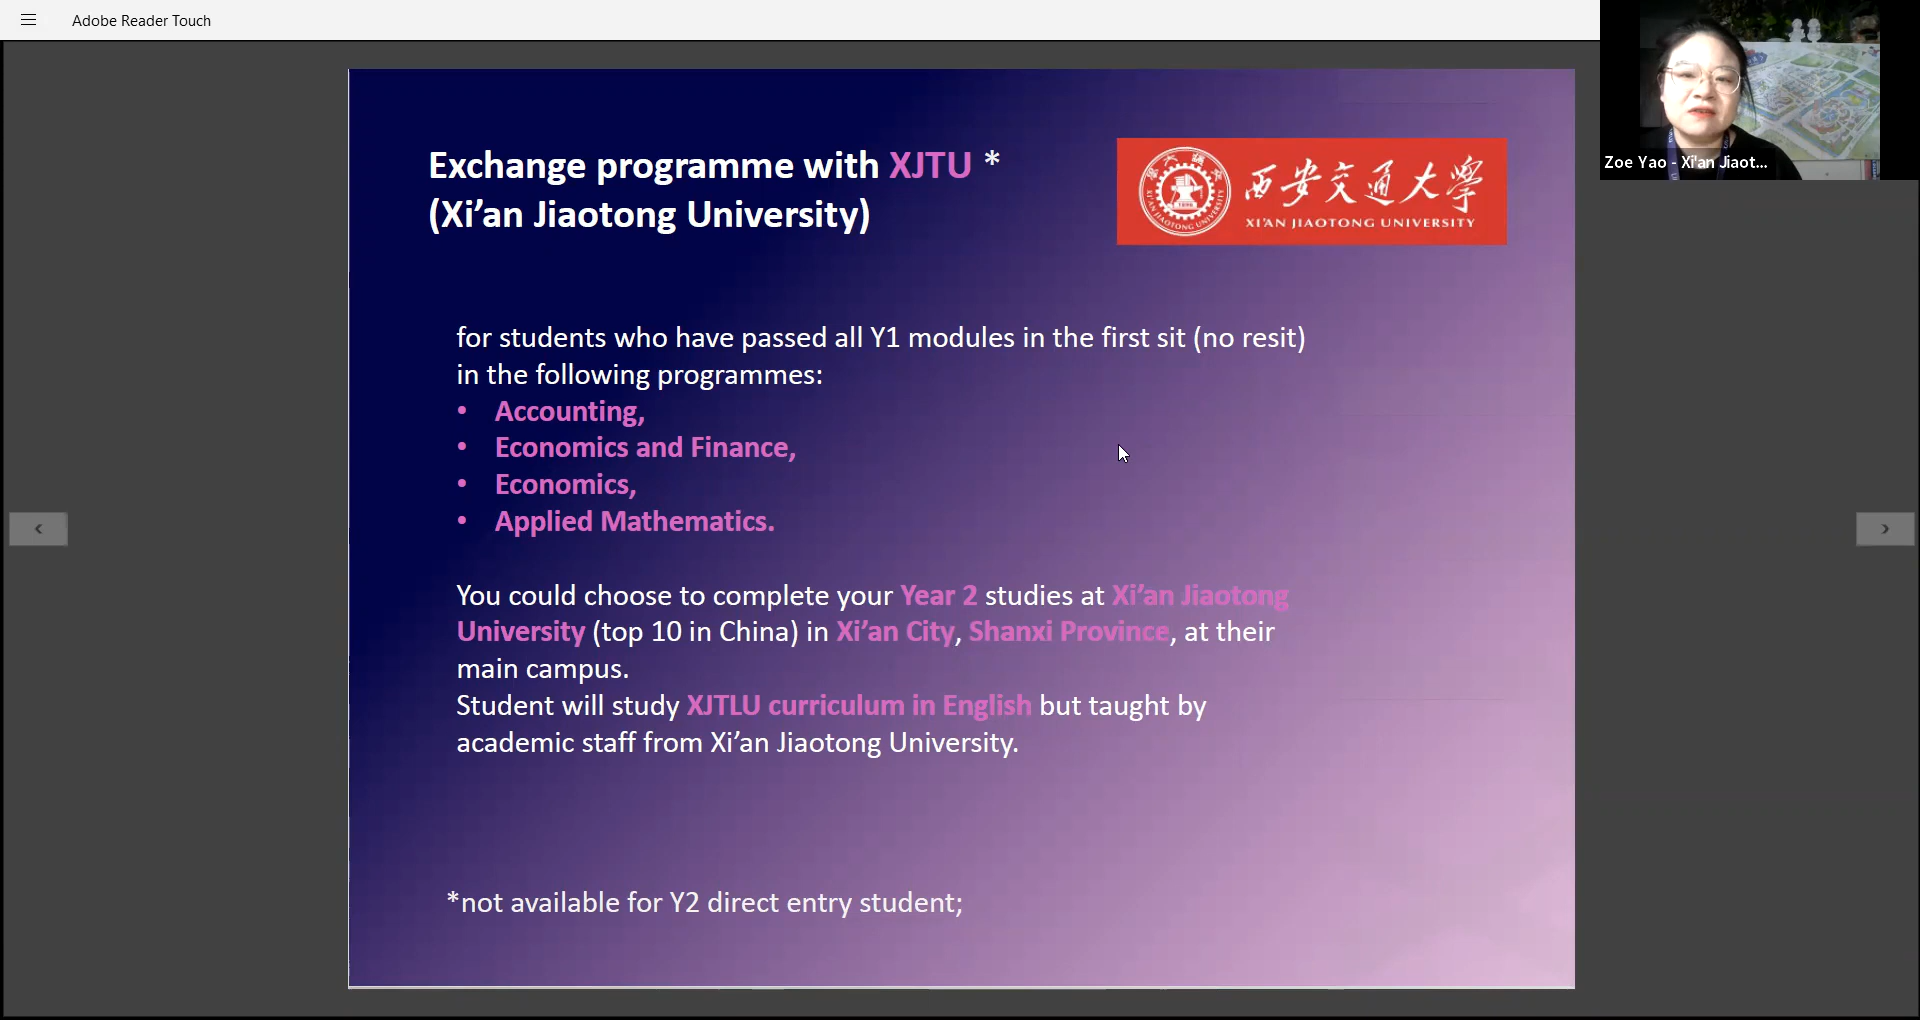 Adobe Reader Touch
Zoe Yao - Xi'an Jiaot...
Exchange programme with XJTU *
(Xi’an Jiaotong University)
西安交通大學
XI'AN JIAOTONG UNIVERSITY
XI'AN JIAOTONG UNIVERSITY
1896
for students who have passed all Y1 modules in the first sit (no resit)
in the following programmes:
• Accounting,
• Economics and Finance,
• Economics,
• Applied Mathematics.
You could choose to complete your Year 2 studies at Xi’an Jiaotong
University (top 10 in China) in Xi’an City, Shanxi Province, at their
main campus.
Student will study XJTLU curriculum in English but taught by
academic staff from Xi’an Jiaotong University.
*not available for Y2 direct entry student;